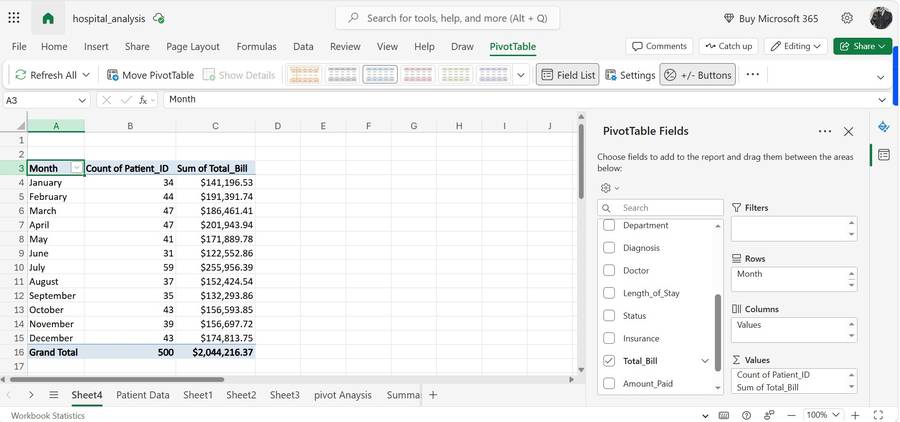 hospital_analysis
Search for tools, help, and more (Alt + Q)
Buy Microsoft 365
File Home Insert Share Page Layout Formulas Data Review View Help Draw PivotTable
Comments Catch up Editing Share
Refresh All Move PivotTable Show Details Field List Settings +/- Buttons
A3 fx Month
A B C D E F G H I J
1
2
3 Month Count of Patient_ID Sum of Total_Bill
4 January 34 $141,196.53
5 February 44 $191,391.74
6 March 47 $186,461.41
7 April 47 $201,943.94
8 May 41 $171,889.78
9 June 31 $122,552.86
10 July 59 $255,956.39
11 August 37 $152,424.54
12 September 35 $132,293.86
13 October 43 $156,593.85
14 November 39 $156,697.72
15 December 43 $174,813.75
16 Grand Total 500 $2,044,216.37
17
PivotTable Fields
Choose fields to add to the report and drag them between the areas
below:
Search
Department
Diagnosis
Doctor
Length_of_Stay
Status
Insurance
Total_Bill
Amount_Paid
Filters
Rows
Month
Columns
Values
Values
Count of Patient_ID
Sum of Total_Bill
Sheet4 Patient Data Sheet1 Sheet2 Sheet3 pivot Anaysis Summa
Workbook Statistics
100%